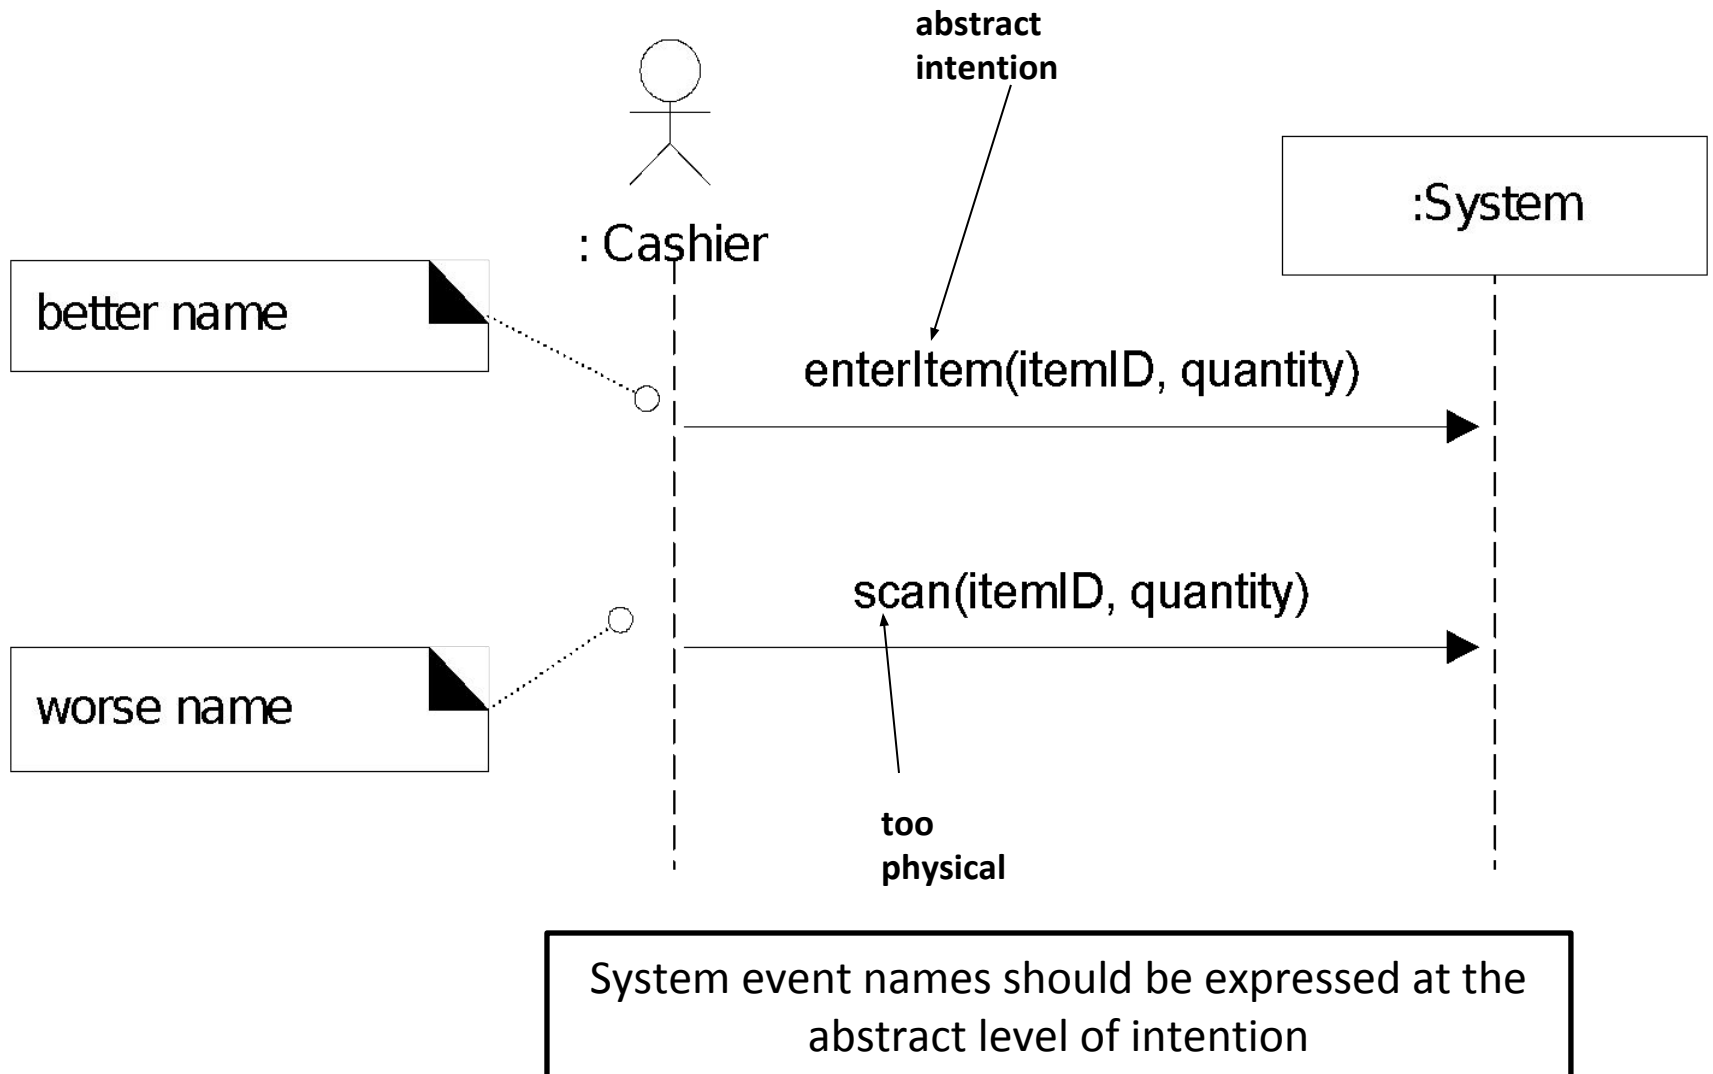 abstract
intention
:System
: Cashier
better name
enterItem(itemID, quantity)
scan(itemID, quantity)
worse name
too
physical
System event names should be expressed at the
abstract level of intention